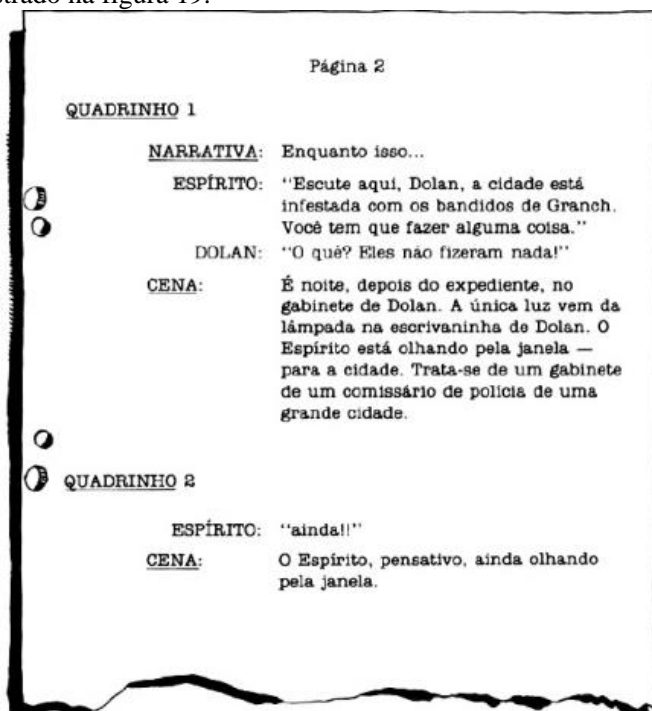 strado na figura 19.
Página 2
QUADRINHO 1
NARRATIVA: Enquanto isso...
ESPÍRITO: "Escute aqui, Dolan, a cidade está
infestada com os bandidos de Granch.
Você tem que fazer alguma coisa."
DOLAN: "O quê? Eles não fizeram nada!"
CENA: É noite, depois do expediente, no
gabinete de Dolan. A única luz vem da
lâmpada na escrivaninha de Dolan. O
Espírito está olhando pela janela —
para a cidade. Trata-se de um gabinete
de um comissário de polícia de uma
grande cidade.
QUADRINHO 2
ESPÍRITO: "ainda!!"
CENA: O Espírito, pensativo, ainda olhando
pela janela.